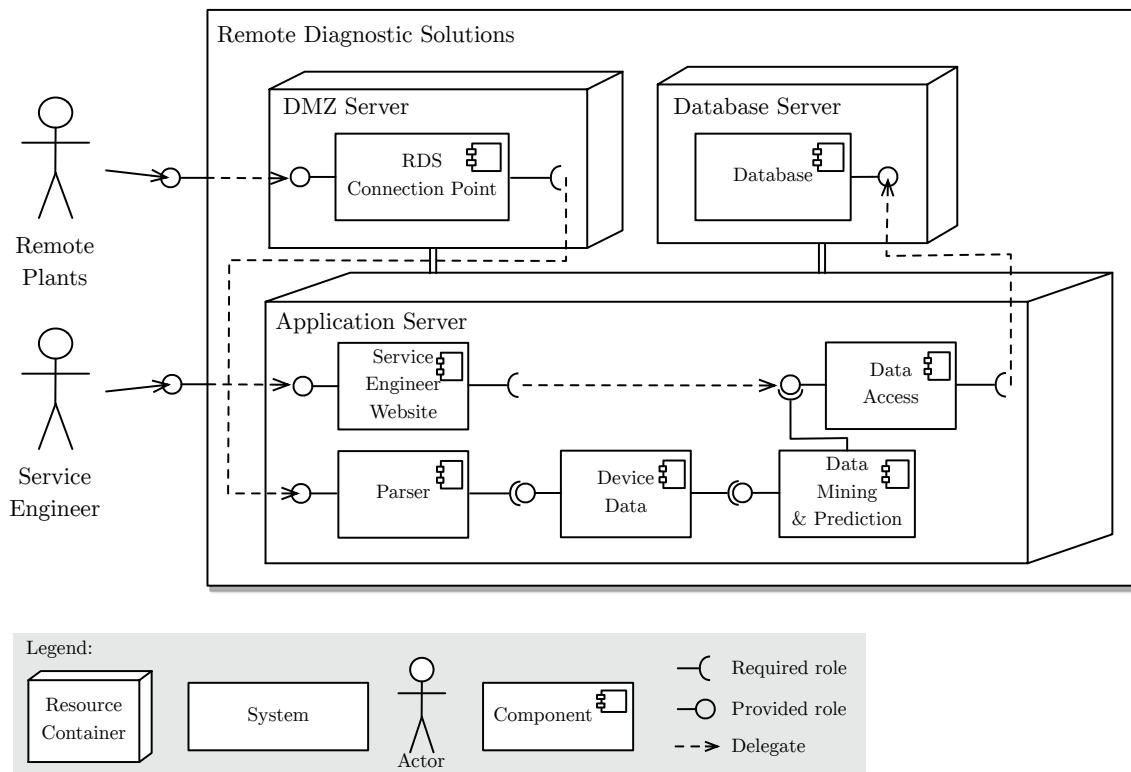 Remote Diagnostic Solutions
DMZ Server
Database Server
RDS
Connection Point
Database
Remote
Plants
Application Server
Service
Engineer
Website
Data
Access
Service
Engineer
Parser
Device
Data
Data
Mining
& Prediction
Legend:
Resource
Container
System
Actor
Component
Required role
Provided role
Delegate